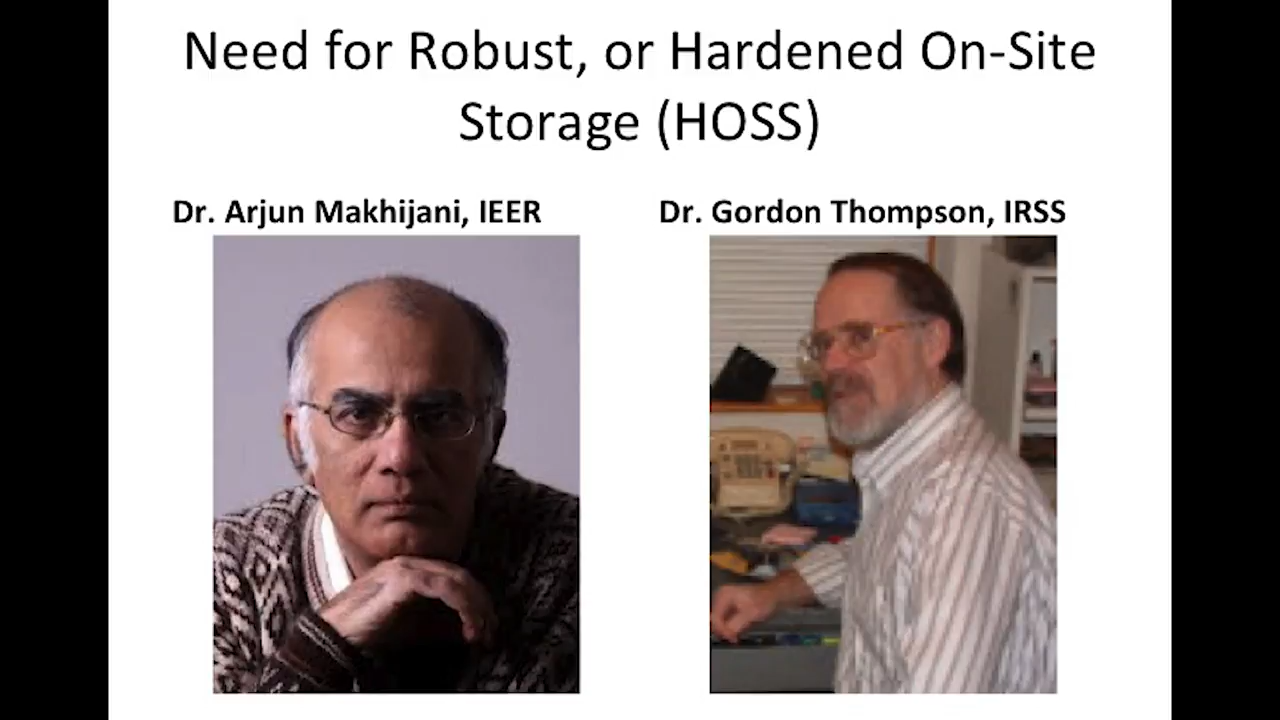 Need for Robust, or Hardened On-Site
Storage (HOSS)
Dr. Arjun Makhijani, IEER
Dr. Gordon Thompson, IRSS